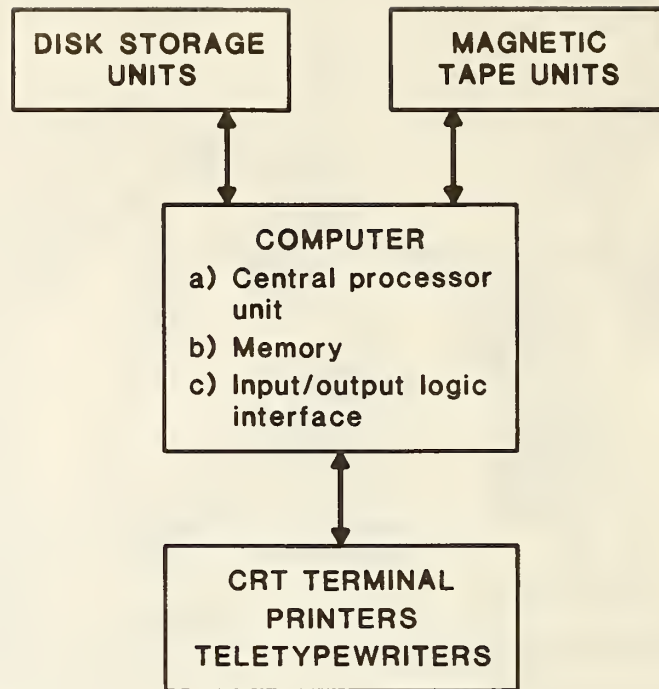 DISK STORAGE
UNITS
MAGNETIC
TAPE UNITS
COMPUTER
a) Central processor
unit
b) Memory
c) Input/output logic
interface
CRT TERMINAL
PRINTERS
TELETYPEWRITERS